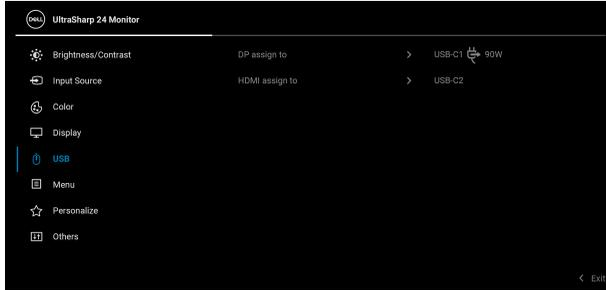 DELL UltraSharp 24 Monitor
Brightness/Contrast DP assign to > USB-C1 90W
Input Source HDMI assign to > USB-C2
Color
Display
USB
Menu
Personalize
Others
< Exit